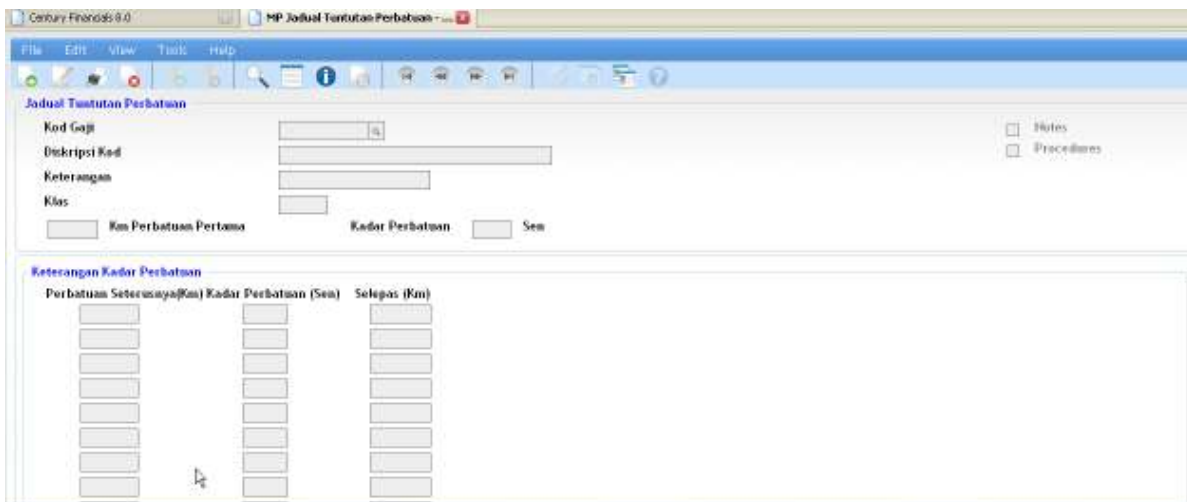 Century Financials 8.0
MP Jadual Tuntutan Perbatuan - ...
File Edit View Tools Help
Jadual Tuntutan Perbatuan
Kod Gaji
Notes
Diskripsi Kod
Procedures
Keterangan
Klas
Km Perbatuan Pertama Kadar Perbatuan Sen
Keterangan Kadar Perbatuan
Perbatuan Seterusnya(Km) Kadar Perbatuan (Sen) Selepas (Km)